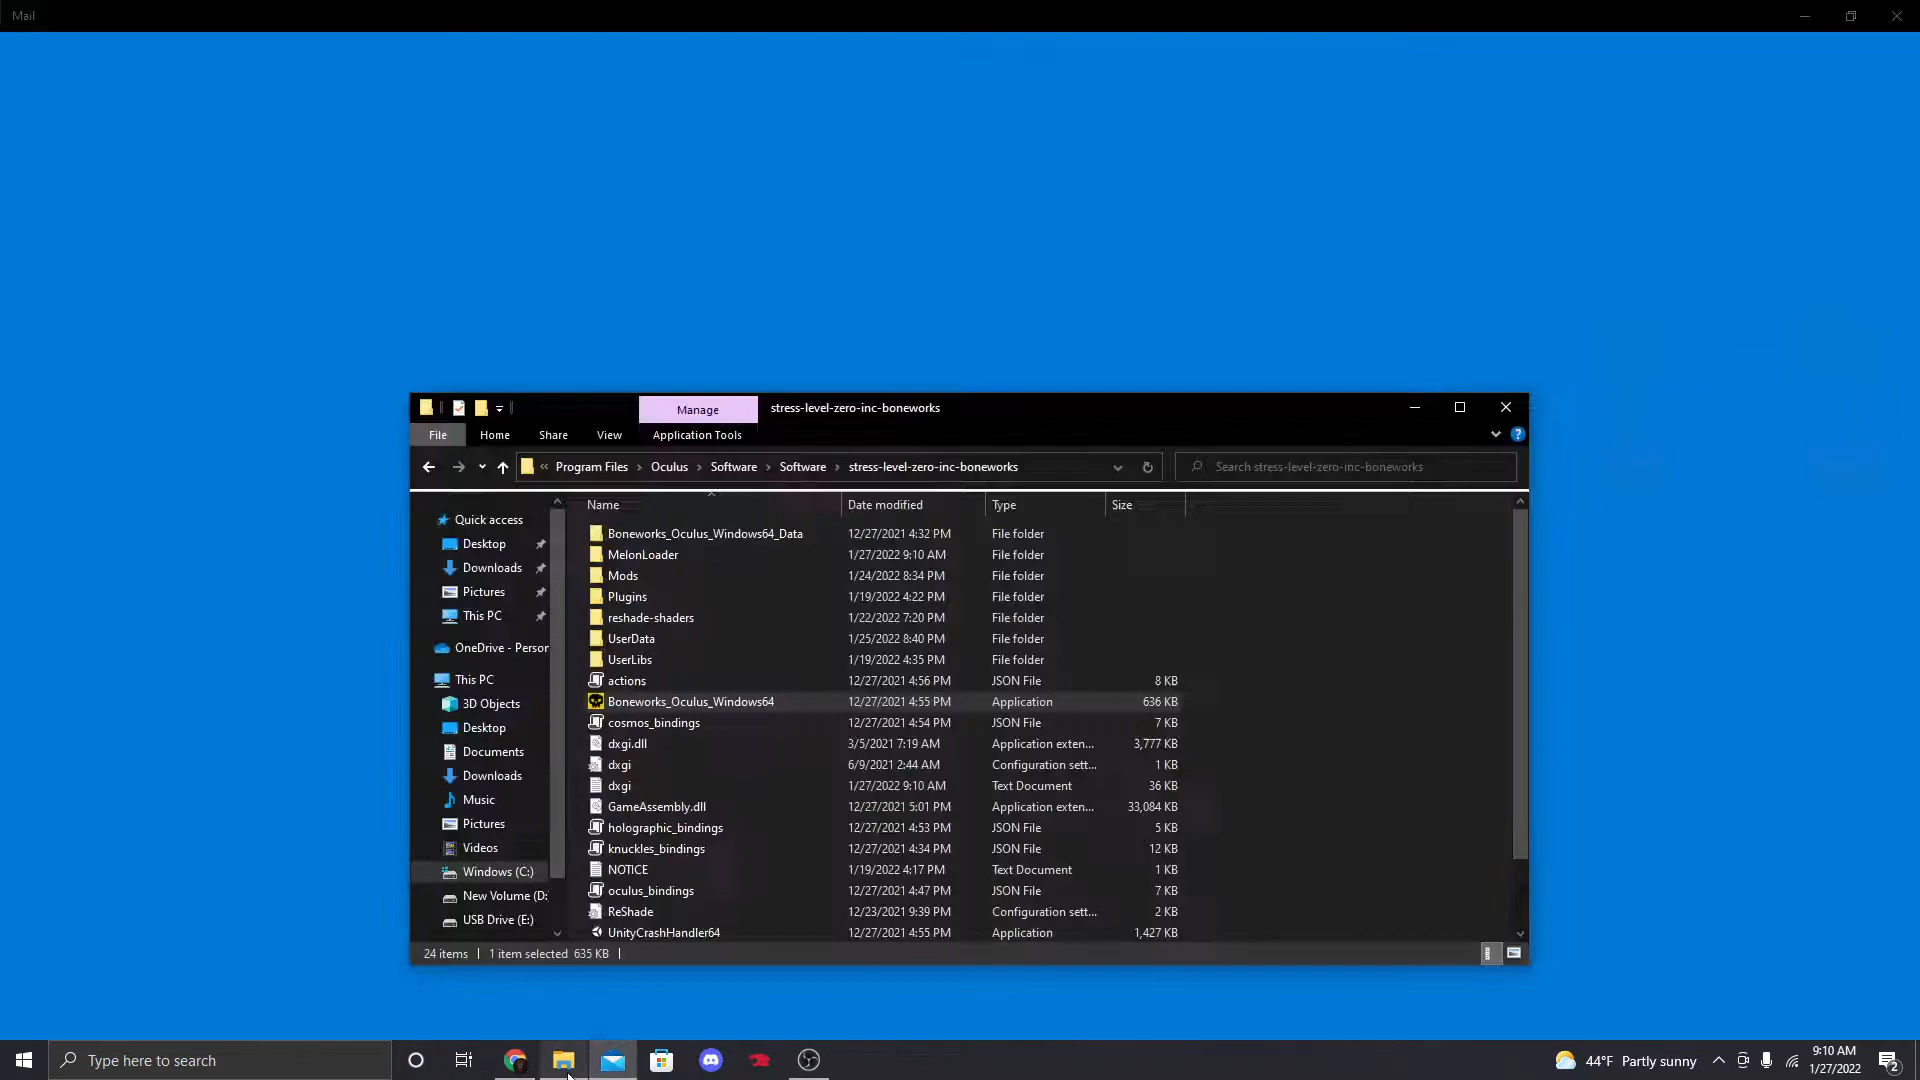 Mail
Manage
stress-level-zero-inc-boneworks
File Home Share View Application Tools
« Program Files › Oculus › Software › Software › stress-level-zero-inc-boneworks
Search stress-level-zero-inc-boneworks
Quick access
Desktop
Downloads
Pictures
This PC
OneDrive - Person
This PC
3D Objects
Desktop
Documents
Downloads
Music
Pictures
Videos
Windows (C:)
New Volume (D:
USB Drive (E:)
Name Date modified Type Size
Boneworks_Oculus_Windows64_Data 12/27/2021 4:32 PM File folder
MelonLoader 1/27/2022 9:10 AM File folder
Mods 1/24/2022 8:34 PM File folder
Plugins 1/19/2022 4:22 PM File folder
reshade-shaders 1/22/2022 7:20 PM File folder
UserData 1/25/2022 8:40 PM File folder
UserLibs 1/19/2022 4:35 PM File folder
actions 12/27/2021 4:56 PM JSON File 8 KB
Boneworks_Oculus_Windows64 12/27/2021 4:55 PM Application 636 KB
cosmos_bindings 12/27/2021 4:54 PM JSON File 7 KB
dxgi.dll 3/5/2021 7:19 AM Application exten... 3,777 KB
dxgi 6/9/2021 2:44 AM Configuration sett... 1 KB
dxgi 1/27/2022 9:10 AM Text Document 36 KB
GameAssembly.dll 12/27/2021 5:01 PM Application exten... 33,084 KB
holographic_bindings 12/27/2021 4:53 PM JSON File 5 KB
knuckles_bindings 12/27/2021 4:34 PM JSON File 12 KB
NOTICE 1/19/2022 4:17 PM Text Document 1 KB
oculus_bindings 12/27/2021 4:47 PM JSON File 7 KB
ReShade 12/23/2021 9:39 PM Configuration sett... 2 KB
UnityCrashHandler64 12/27/2021 4:55 PM Application 1,427 KB
24 items 1 item selected 635 KB
Type here to search
44°F Partly sunny
9:10 AM
1/27/2022
2